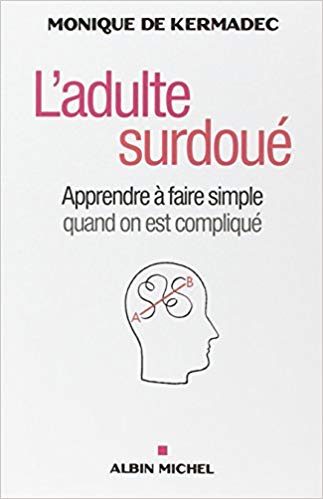 MONIQUE DE KERMADEC
L'adulte
surdoué
Apprendre à faire simple
quand on est compliqué
B
A
ALBIN MICHEL